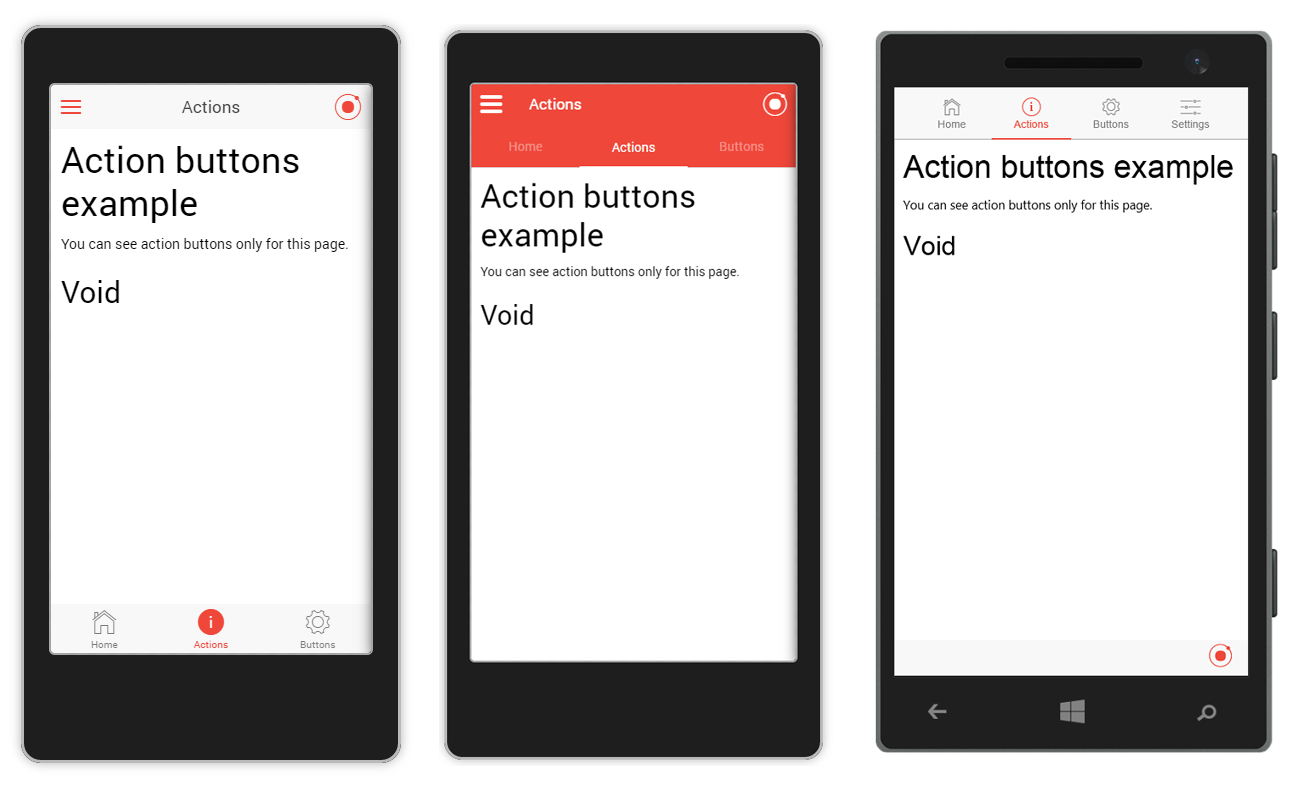 Actions
Action buttons
example
You can see action buttons only for this page.
Void
Home Actions Buttons
Actions
Home Actions Buttons
Action buttons
example
You can see action buttons only for this page.
Void
Home Actions Buttons Settings
Action buttons example
You can see action buttons only for this page.
Void